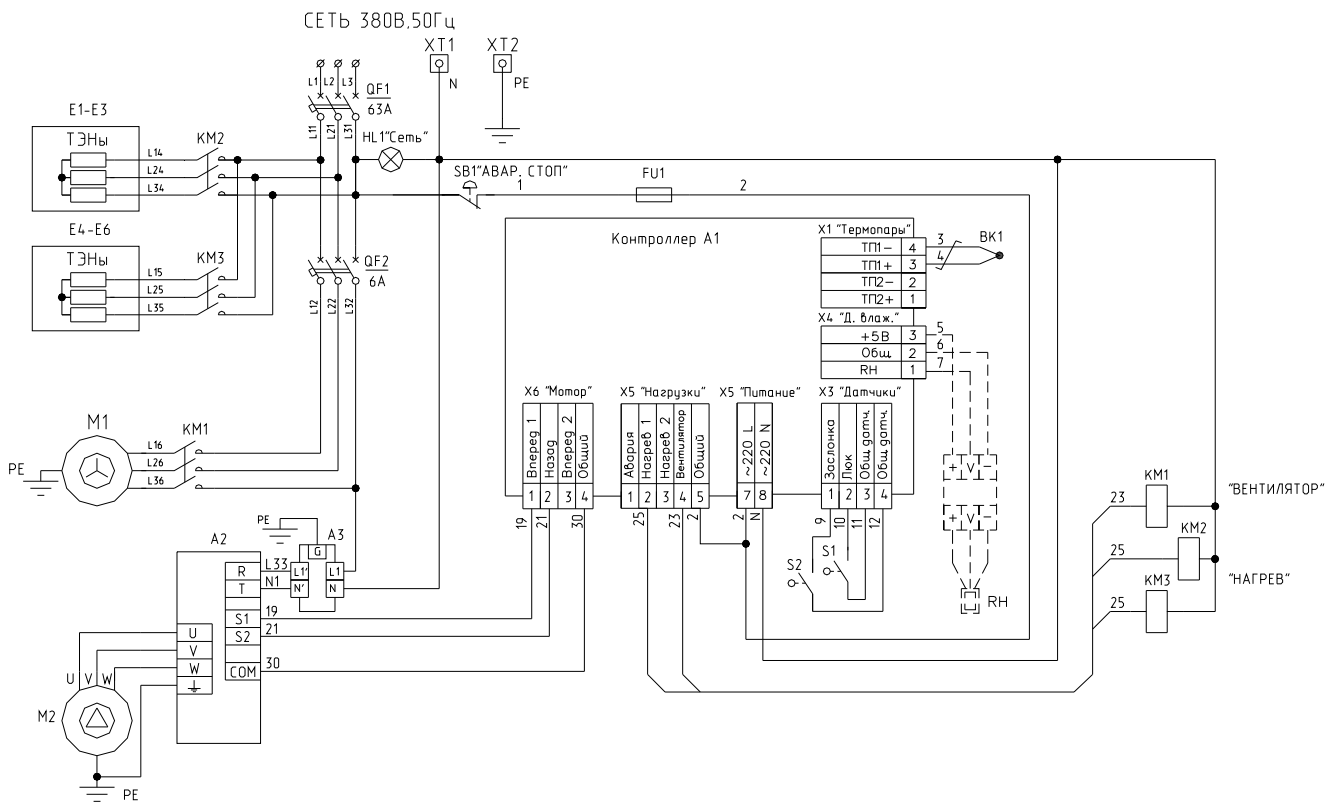 СЕТЬ 380В,50Гц
XT1
XT2
N
PE
L1
L2
L3
QF1
63А
L11
L21
L31
HL1"Сеть"
E1-E3
ТЭНы
L14
L24
L34
KM2
E4-E6
ТЭНы
L15
L25
L35
KM3
SB1"АВАР. СТОП"
1
FU1
2
QF2
6А
L12
L22
L32
Контроллер А1
X1 "Термопары"
ТП1- 4
ТП1+ 3
ТП2- 2
ТП2+ 1
3
4
BK1
X4 "Д. влаж."
+5В 3
Общ 2
RH 1
5
6
7
X6 "Мотор"
Вперед 1
Назад
Вперед 2
Общий
1 2 3 4
19
21
30
X5 "Нагрузки"
Авария
Нагрев 1
Нагрев 2
Вентилятор
Общий
1 2 3 4 5
25
23
2
X5 "Питание"
~220 L
~220 N
7 8
2
N
X3 "Датчики"
Заслонка
Люк
Общ.датч.
Общ. датч.
1 2 3 4
9
10
11
12
S2
S1
+ V -
+ V -
RH
M1
PE
L16
L26
L36
KM1
A2
PE
G
A3
R
T
L33
N1
L1'
N'
L1
N
S1
19
S2
21
COM
30
U
V
W
U V W
M2
PE
23
KM1
"ВЕНТИЛЯТОР"
25
KM2
25
KM3
"НАГРЕВ"